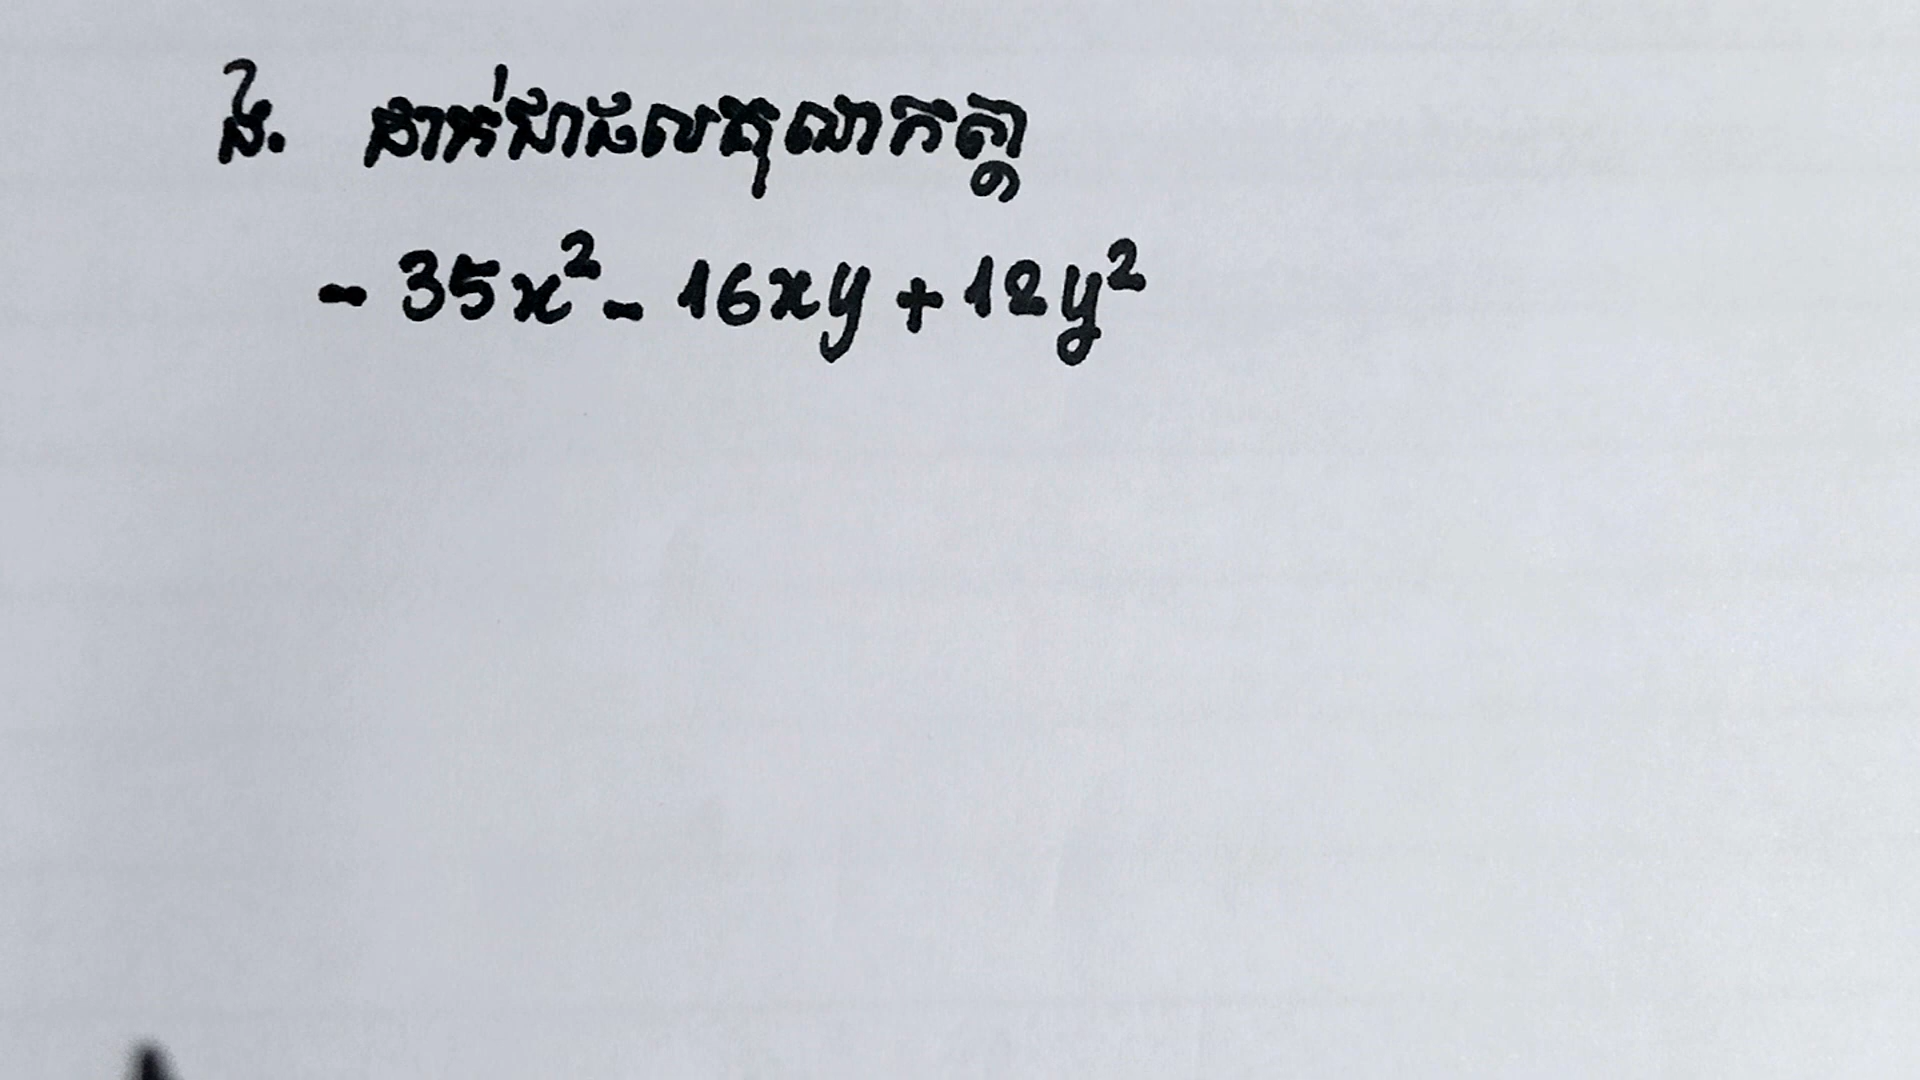 ង. ដាក់ជាផលគុណកត្តា
- 35x² - 16xy + 12y²